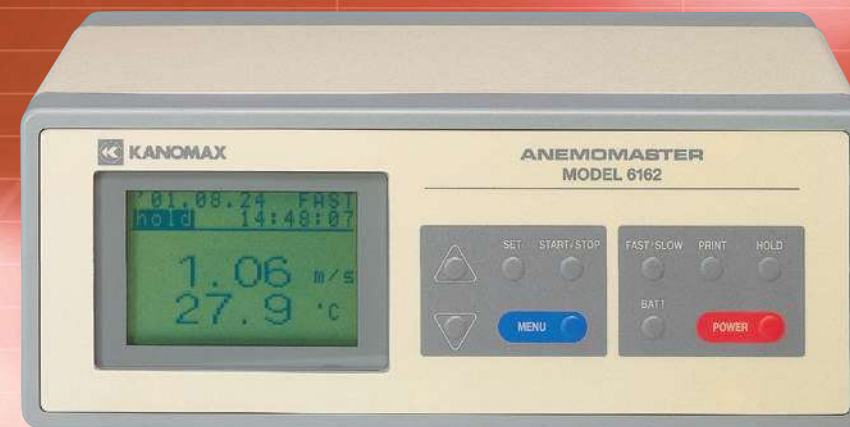 KANOMAX
ANEMOMASTER
MODEL 6162
'01.08.24 FAST
hold 14:48:07
1.06 m/s
27.9 °C
SET START/STOP
MENU
FAST/SLOW PRINT HOLD
BATT
POWER